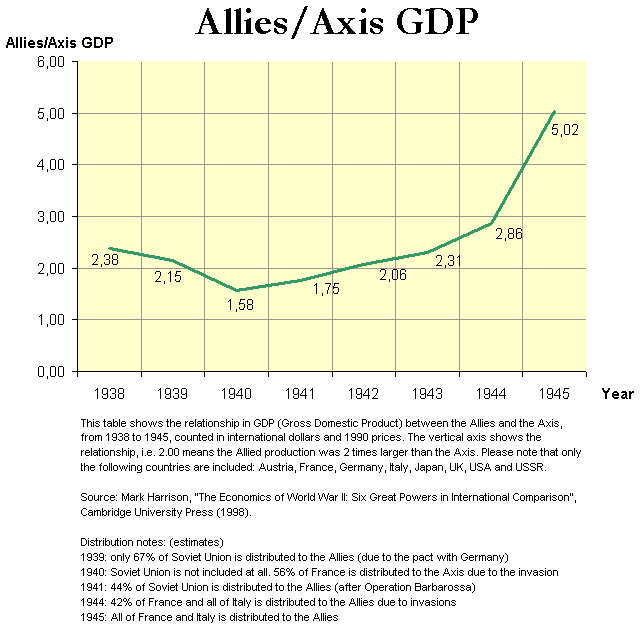 Allies/Axis GDP
Allies/Axis GDP
6,00
5,00
4,00
3,00
2,00
1,00
0,00
2,38
2,15
1,58
1,75
2,06
2,31
2,86
5,02
1938 1939 1940 1941 1942 1943 1944 1945 Year
This table shows the relationship in GDP (Gross Domestic Product) between the Allies and the Axis,
from 1938 to 1945, counted in international dollars and 1990 prices. The vertical axis shows the
relationship, i.e. 2.00 means the Allied production was 2 times larger than the Axis. Please note that only
the following countries are included: Austria, France, Germany, Italy, Japan, UK, USA and USSR.
Source: Mark Harrison, "The Economics of World War II: Six Great Powers in International Comparison",
Cambridge University Press (1998).
Distribution notes: (estimates)
1939: only 67% of Soviet Union is distributed to the Allies (due to the pact with Germany)
1940: Soviet Union is not included at all. 56% of France is distributed to the Axis due to the invasion
1941: 44% of Soviet Union is distributed to the Allies (after Operation Barbarossa)
1944: 42% of France and all of Italy is distributed to the Allies due to invasions
1945: All of France and Italy is distributed to the Allies